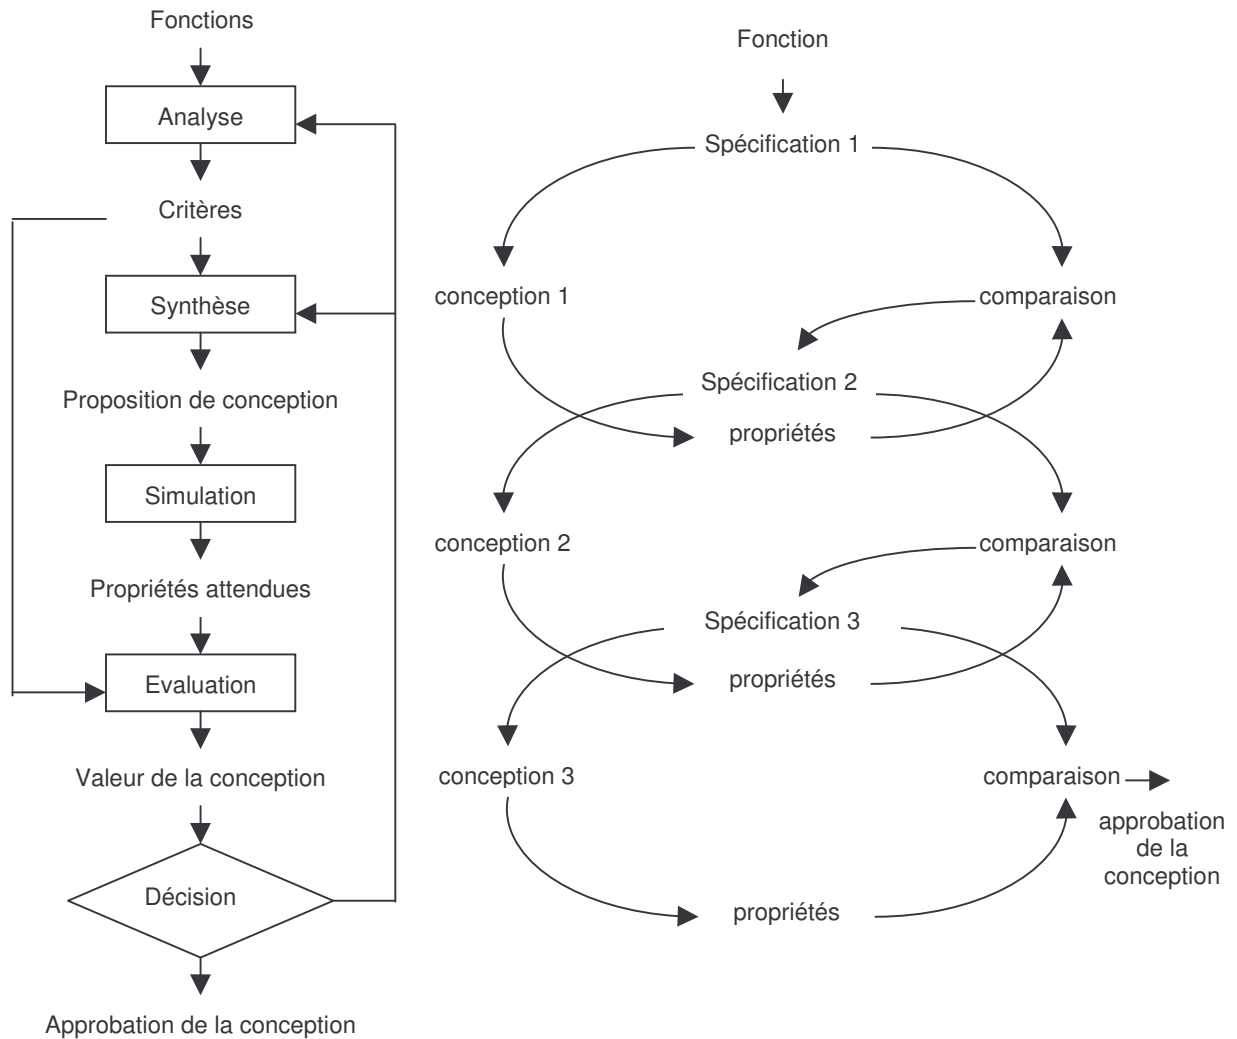 Fonctions
Analyse
Critères
Synthèse
Proposition de conception
Simulation
Propriétés attendues
Evaluation
Valeur de la conception
Décision
Approbation de la conception
Fonction
Spécification 1
conception 1
comparaison
Spécification 2
propriétés
conception 2
comparaison
Spécification 3
propriétés
conception 3
comparaison
approbation
de la
conception
propriétés